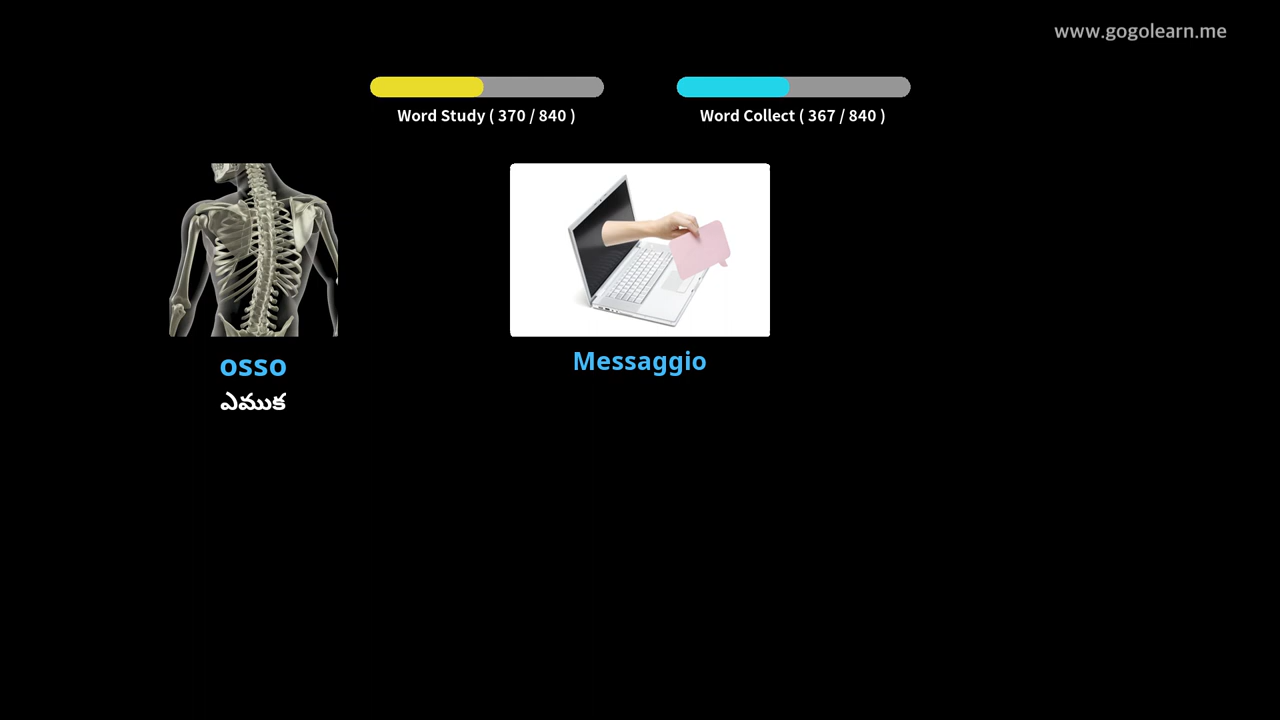 www.gogolearn.me
Word Study ( 370 / 840 )
Word Collect ( 367 / 840 )
osso
ఎముక
Messaggio